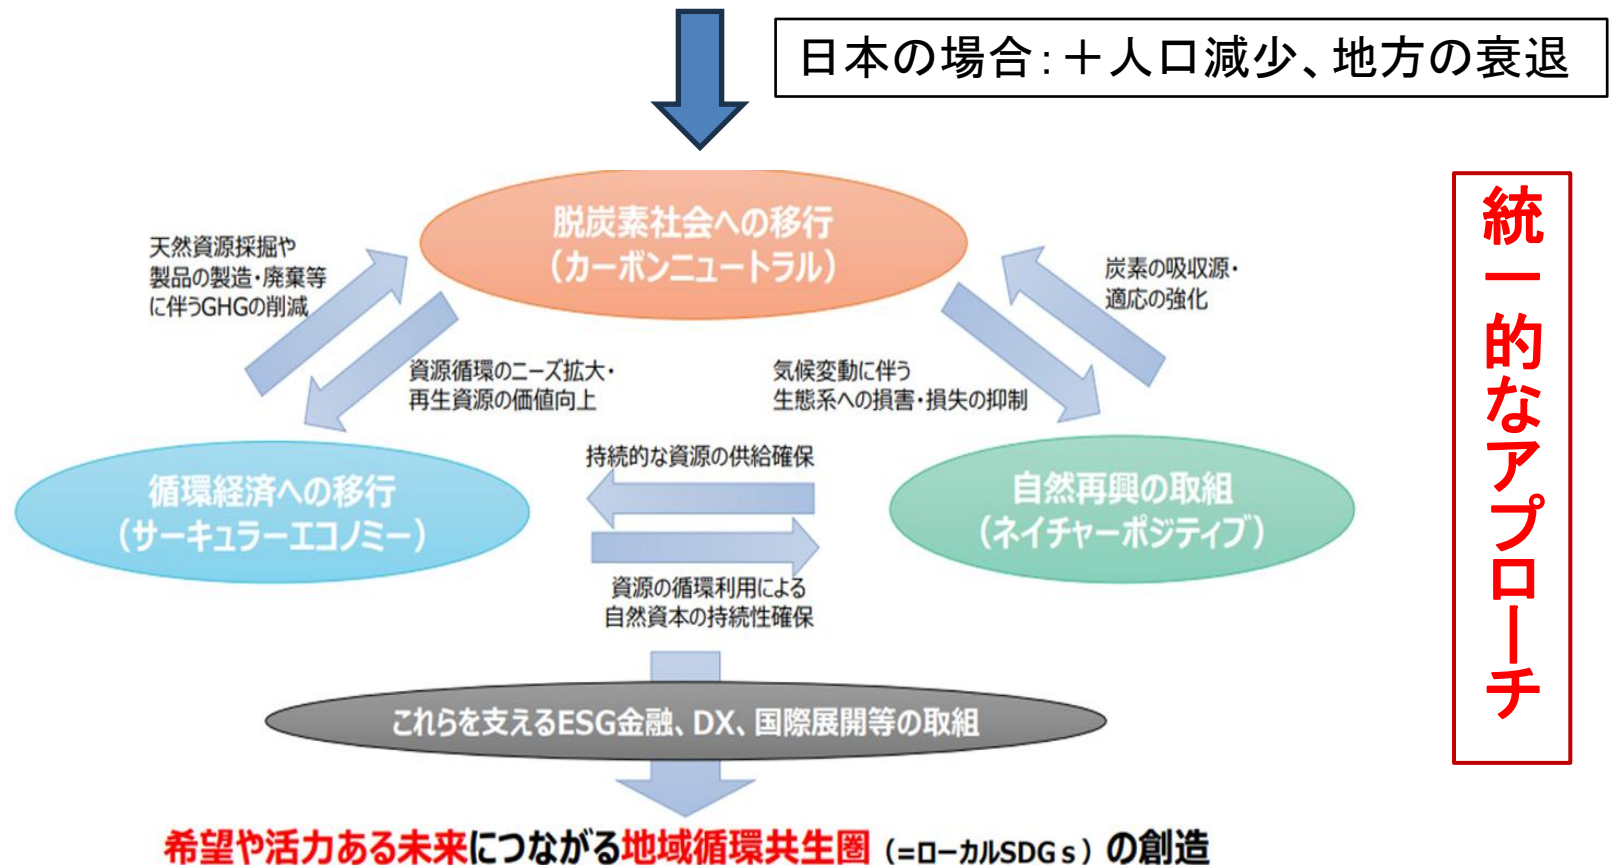 日本の場合：＋人口減少、地方の衰退
脱炭素社会への移行
（カーボンニュートラル）
天然資源採掘や
製品の製造・廃棄等
に伴うGHGの削減
炭素の吸収源・
適応の強化
資源循環のニーズ拡大・
再生資源の価値向上
気候変動に伴う
生態系への損害・損失の抑制
循環経済への移行
（サーキュラーエコノミー）
持続的な資源の供給確保
自然再興の取組
（ネイチャーポジティブ）
資源の循環利用による
自然資本の持続性確保
これらを支えるESG金融、DX、国際展開等の取組
希望や活力ある未来につながる地域循環共生圏（=ローカルSDGｓ）の創造
統一的なアプローチ